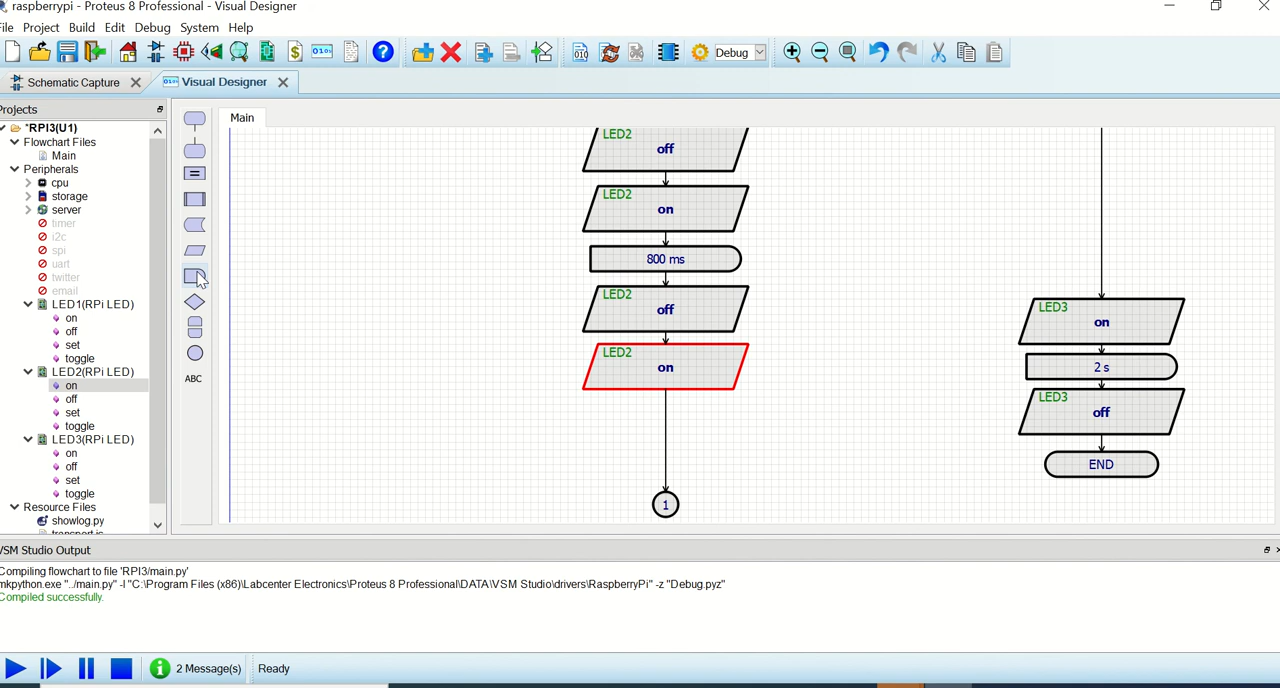 raspberrypi - Proteus 8 Professional - Visual Designer
File Project Build Edit Debug System Help
Debug
Schematic Capture Visual Designer
Projects
*RPI3(U1)
Flowchart Files
Main
Peripherals
cpu
storage
server
timer
i2c
spi
uart
twitter
email
LED1(RPi LED)
on
off
set
toggle
LED2(RPi LED)
on
off
set
toggle
LED3(RPi LED)
on
off
set
toggle
Resource Files
showlog.py
ABC
Main
LED2
off
LED2
on
800 ms
LED2
off
LED2
on
1
LED3
on
2 s
LED3
off
END
VSM Studio Output
Compiling flowchart to file 'RPI3/main.py'
mkpython.exe "../main.py" -l "C:\Program Files (x86)\Labcenter Electronics\Proteus 8 Professional\DATA\VSM Studio\drivers\RaspberryPi" -z "Debug.pyz"
Compiled successfully.
2 Message(s) Ready